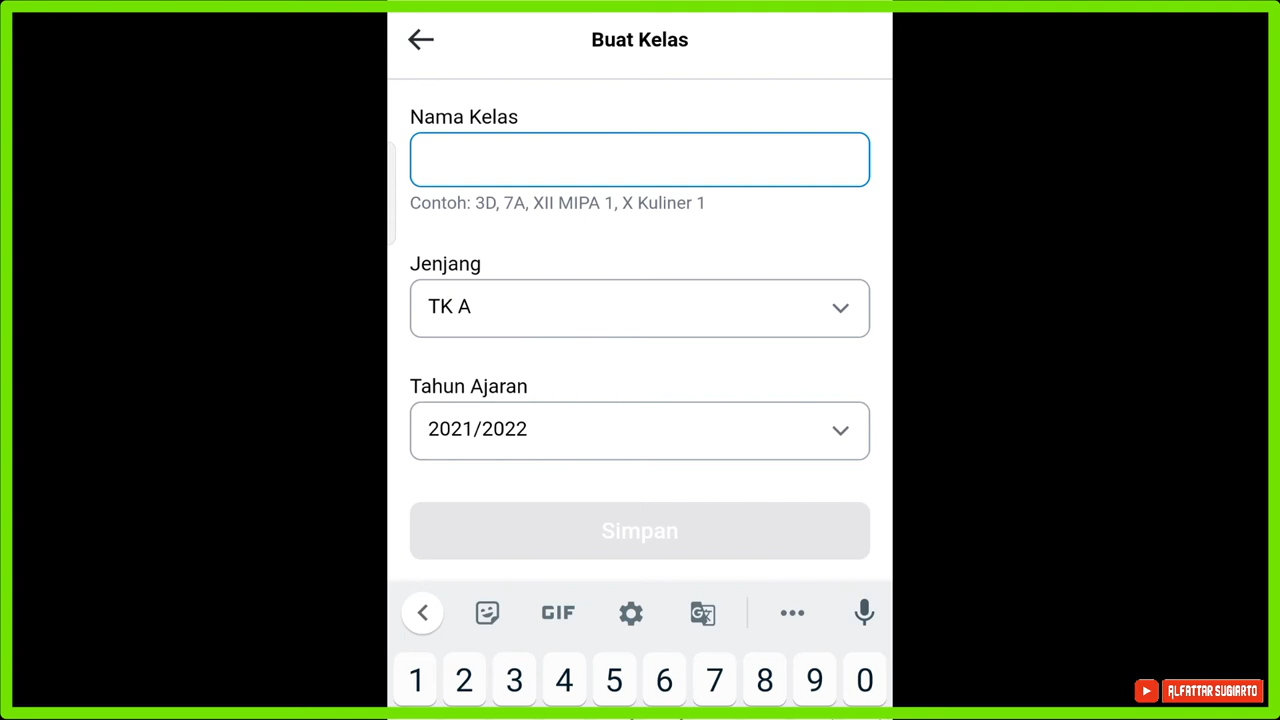 Buat Kelas
Nama Kelas
Contoh: 3D, 7A, XII MIPA 1, X Kuliner 1
Jenjang
TK A
Tahun Ajaran
2021/2022
Simpan
GIF
G
1 2 3 4 5 6 7 8 9 0
ALFATTAR SUGIARTO